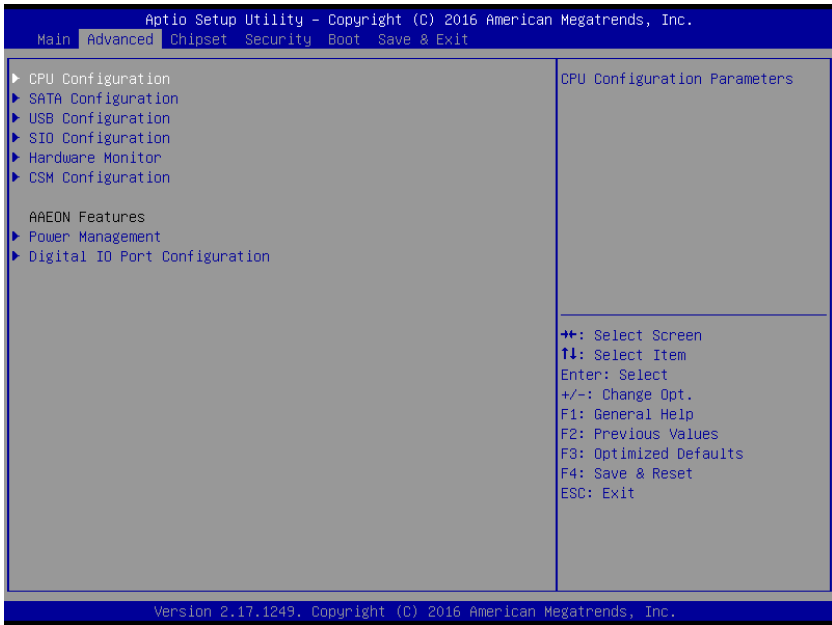 Aptio Setup Utility – Copyright (C) 2016 American Megatrends, Inc.
Main Advanced Chipset Security Boot Save & Exit
CPU Configuration
SATA Configuration
USB Configuration
SIO Configuration
Hardware Monitor
CSM Configuration
AAEON Features
Power Management
Digital IO Port Configuration
CPU Configuration Parameters
→←: Select Screen
↑↓: Select Item
Enter: Select
+/-: Change Opt.
F1: General Help
F2: Previous Values
F3: Optimized Defaults
F4: Save & Reset
ESC: Exit
Version 2.17.1249. Copyright (C) 2016 American Megatrends, Inc.